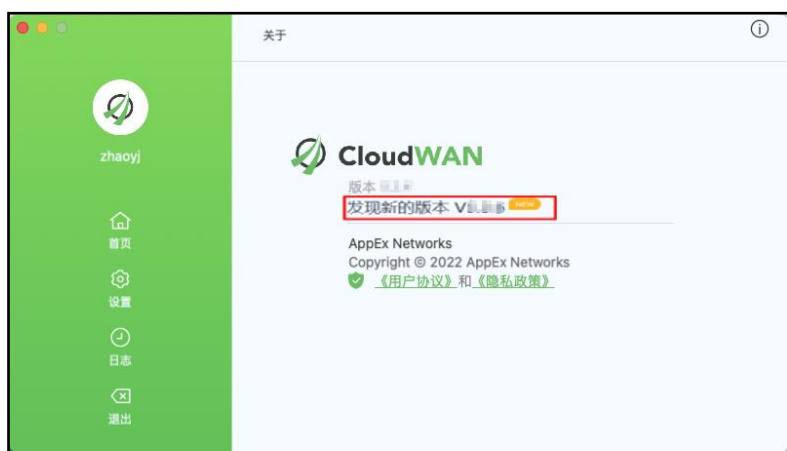 关于
zhaoyj
首页
设置
日志
退出
CloudWAN
版本
发现新的版本 V
NEW
AppEx Networks
Copyright © 2022 AppEx Networks
《用户协议》和《隐私政策》